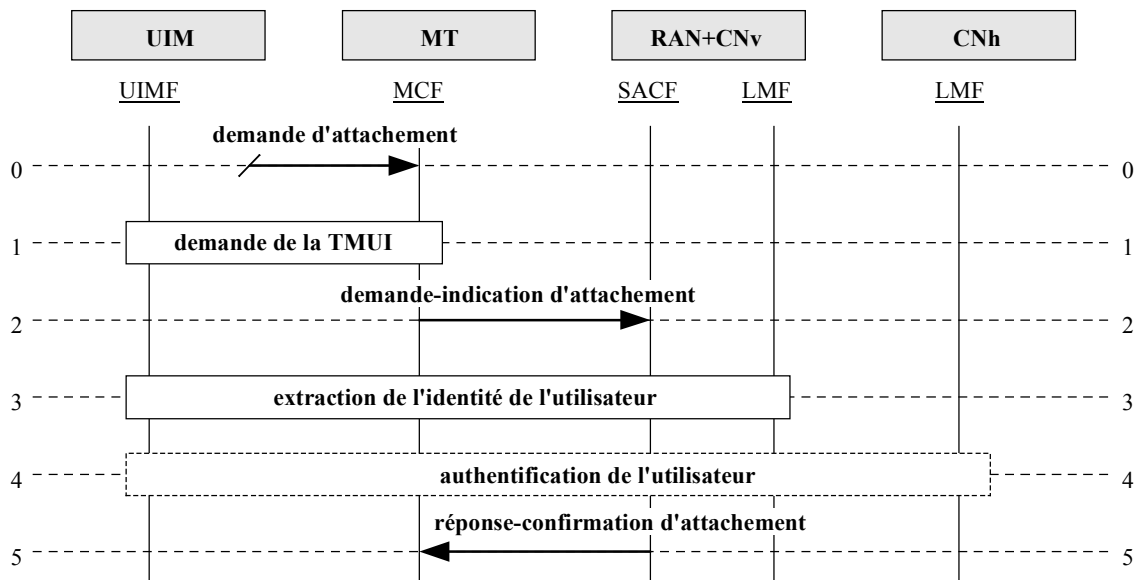 UIM MT RAN+CNv CNh
UIMF MCF SACF LMF LMF
demande d'attachement
0 0
1 demande de la TMUI 1
demande-indication d'attachement
2 2
3 extraction de l'identité de l'utilisateur 3
4 authentification de l'utilisateur 4
réponse-confirmation d'attachement
5 5